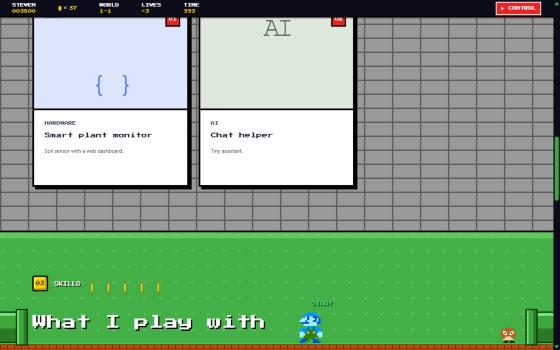 STEVEN
003500
× 37
WORLD
1-1
LIVES
×3
TIME
393
▶ CONTROL
01
{ }
HARDWARE
Smart plant monitor
Soil sensor with a web dashboard.
02
AI
AI
Chat helper
Tiny assistant.
03 SKILLS
What I play with